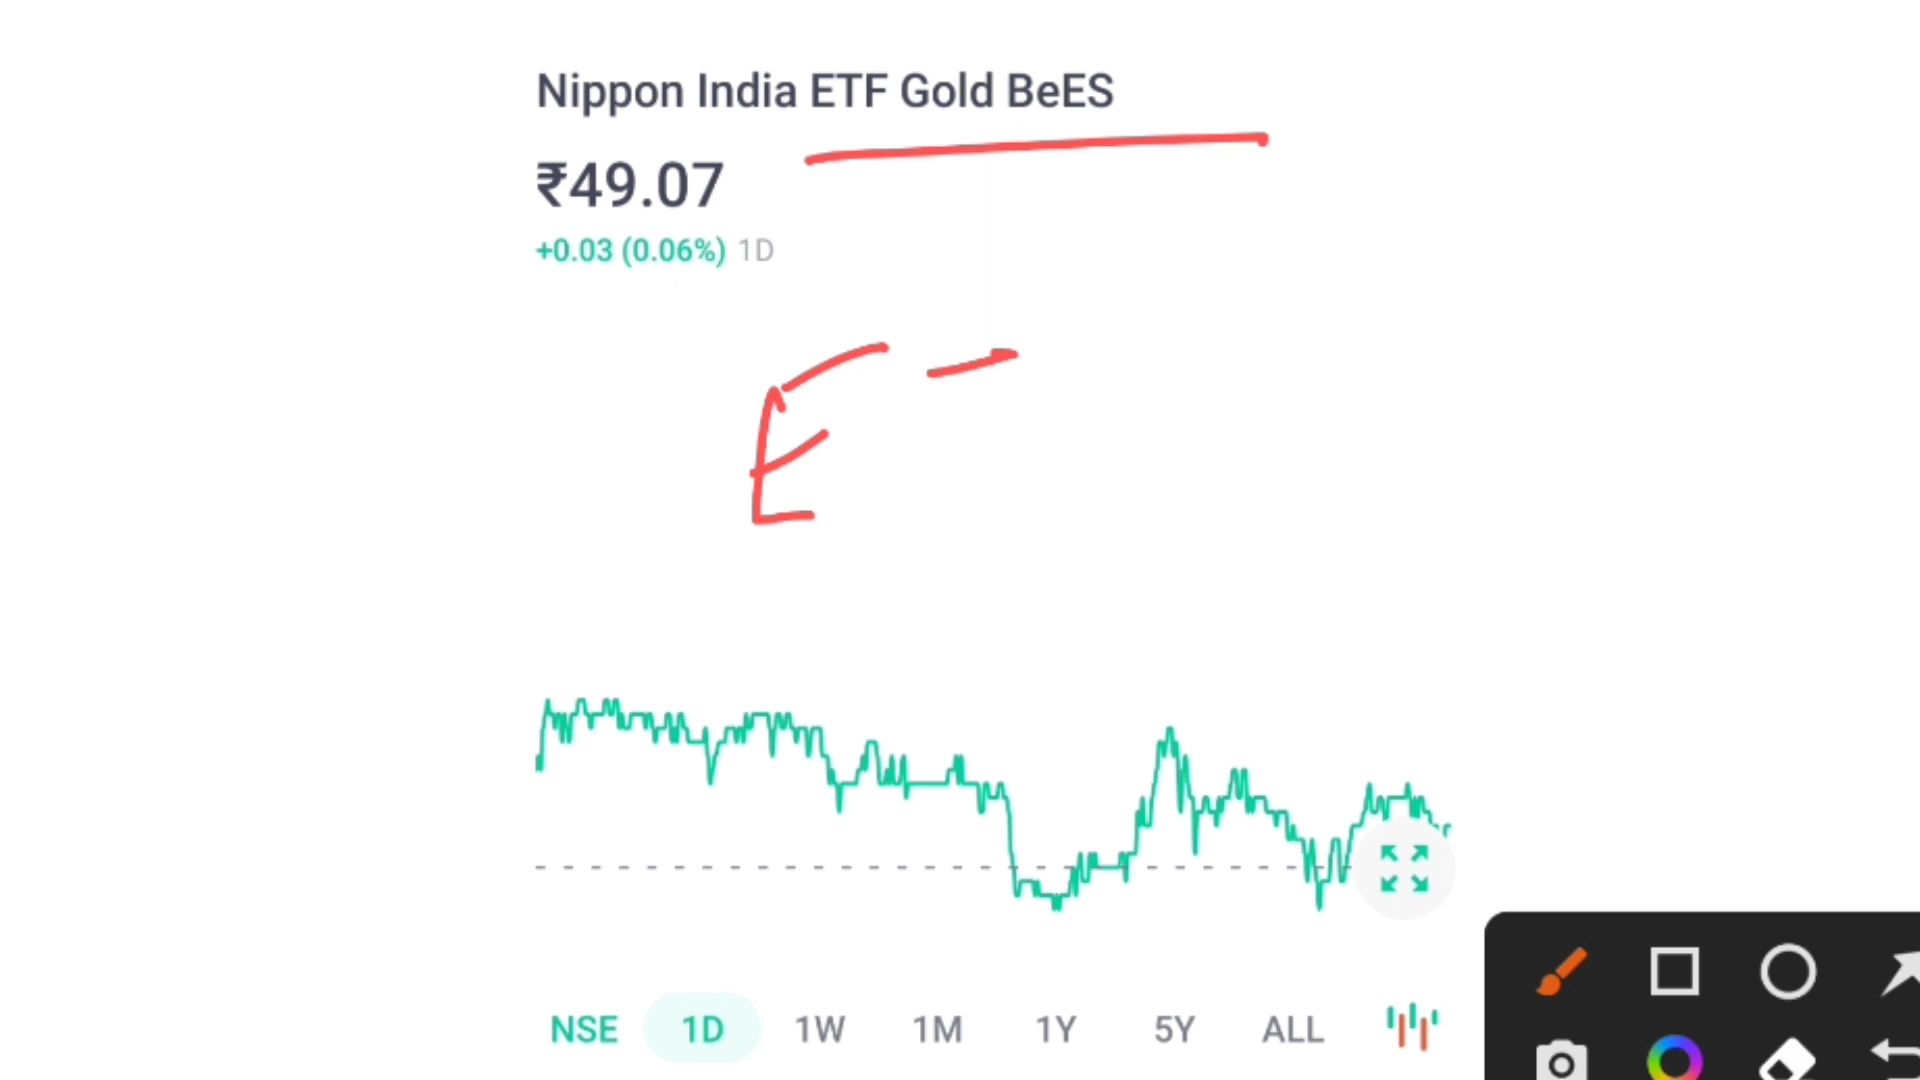 Nippon India ETF Gold BeES
₹49.07
+0.03 (0.06%) 1D
E
NSE 1D 1W 1M 1Y 5Y ALL